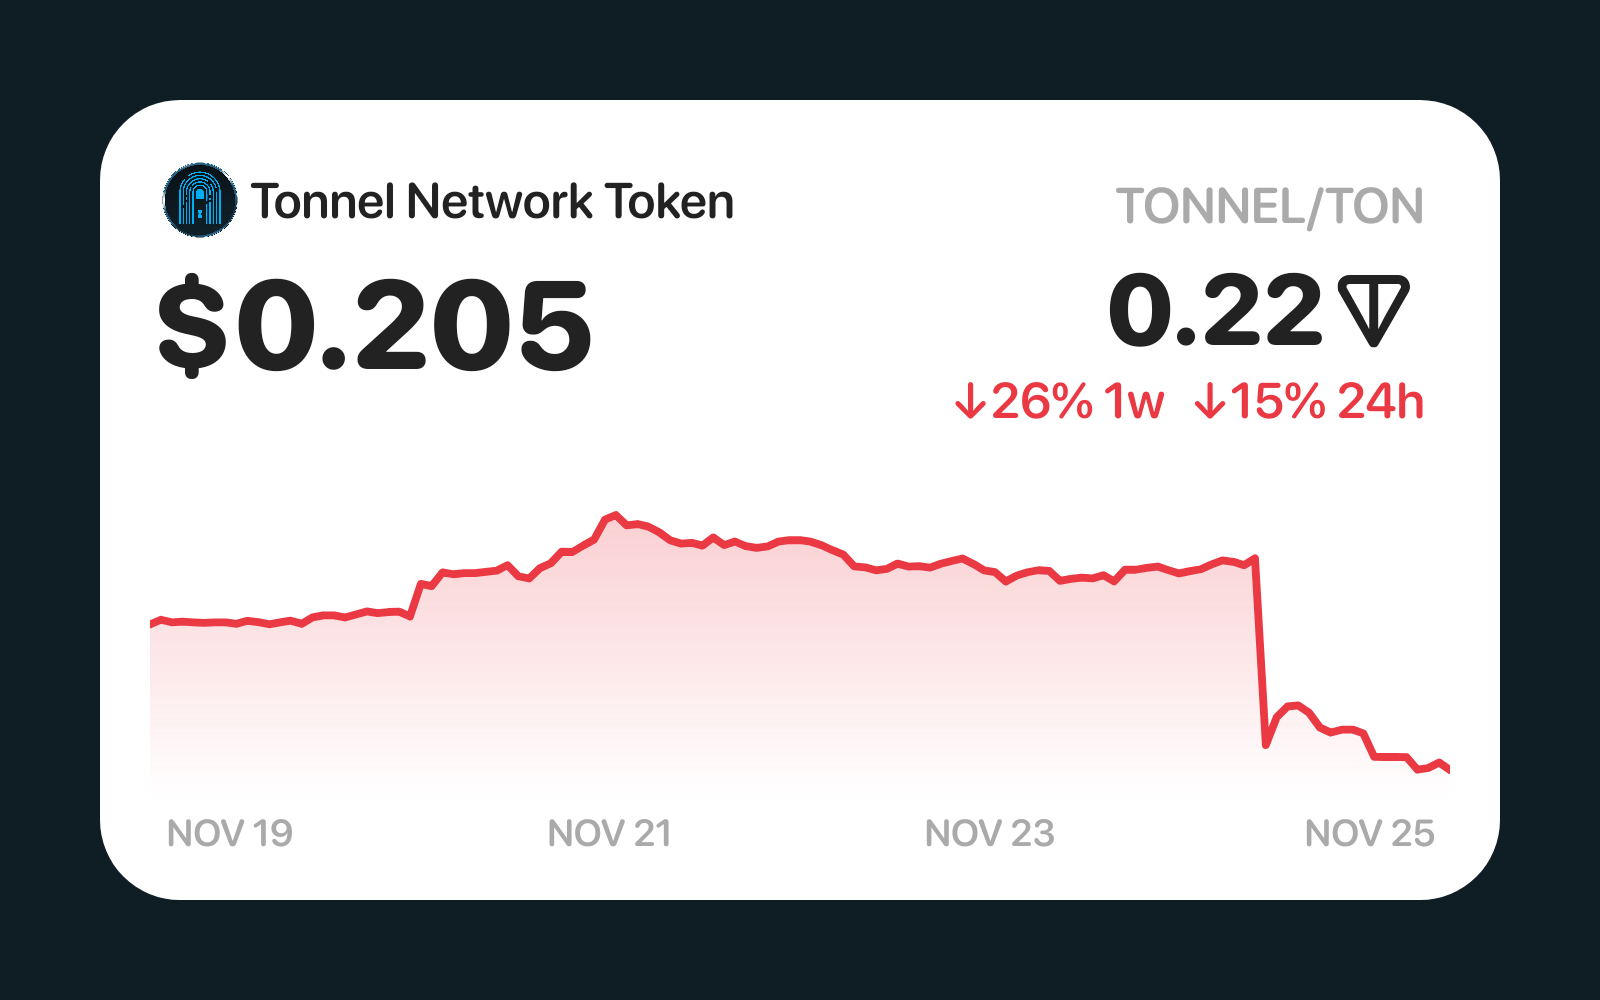 Tonnel Network Token
TONNEL/TON
$0.205
0.22
↓26% 1w ↓15% 24h
NOV 19 NOV 21 NOV 23 NOV 25